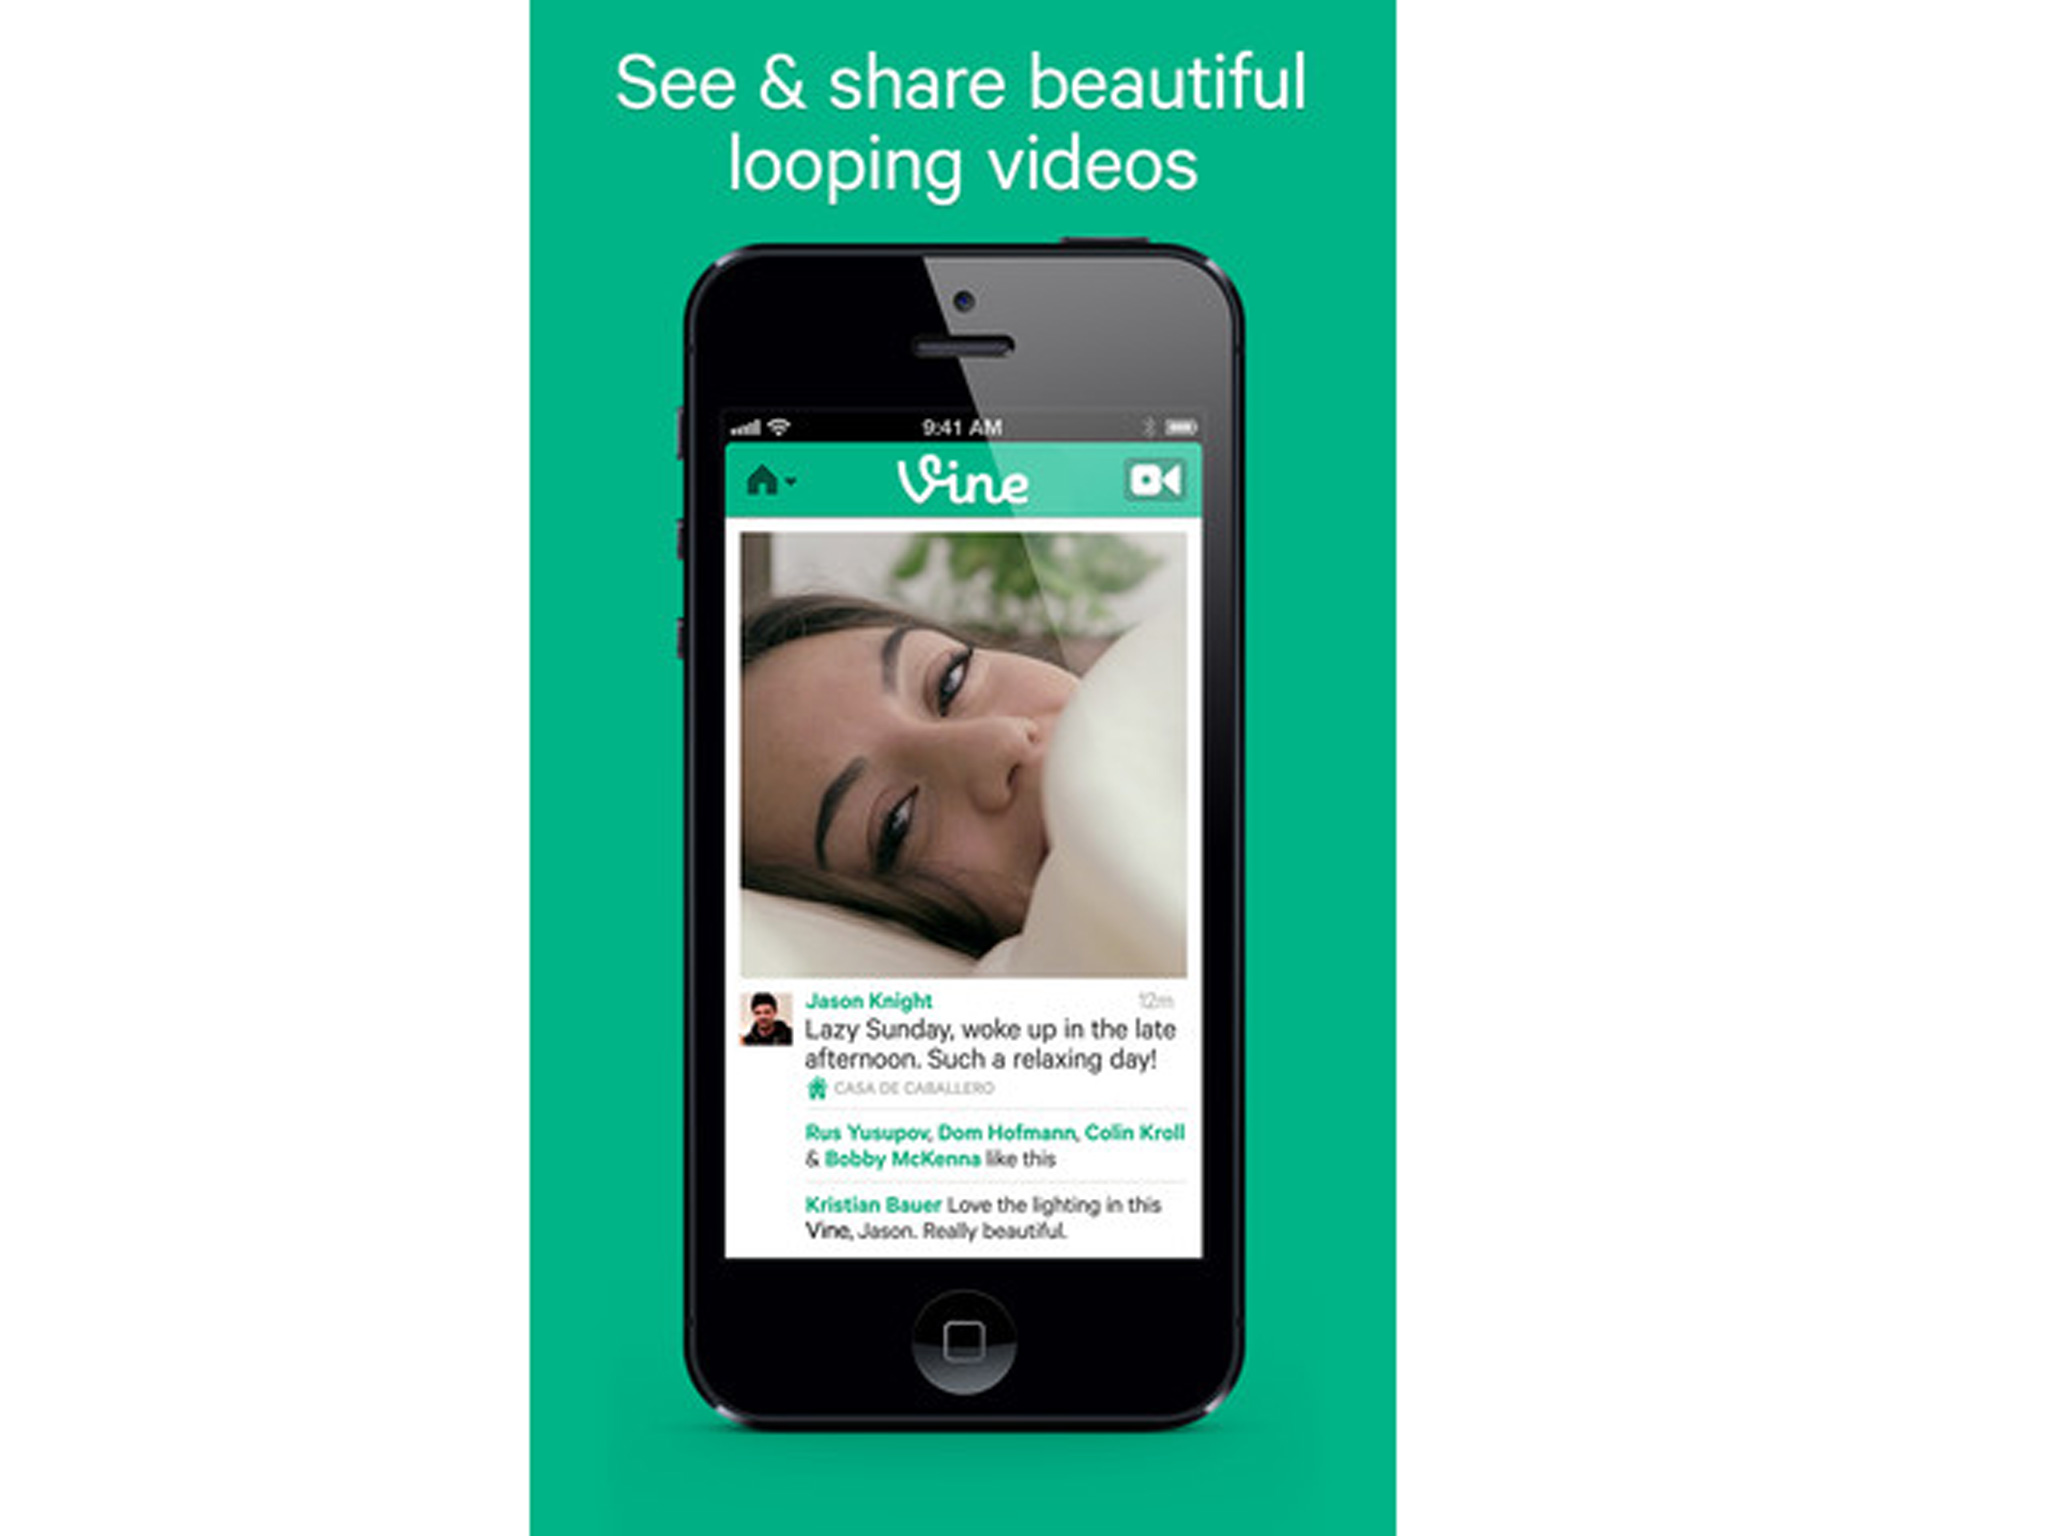 See & share beautiful
looping videos
9:41 AM
Vine
Jason Knight 12m
Lazy Sunday, woke up in the late
afternoon. Such a relaxing day!
CASA DE CABALLERO
Rus Yusupov, Dom Hofmann, Colin Kroll
& Bobby McKenna like this
Kristian Bauer Love the lighting in this
Vine, Jason. Really beautiful.